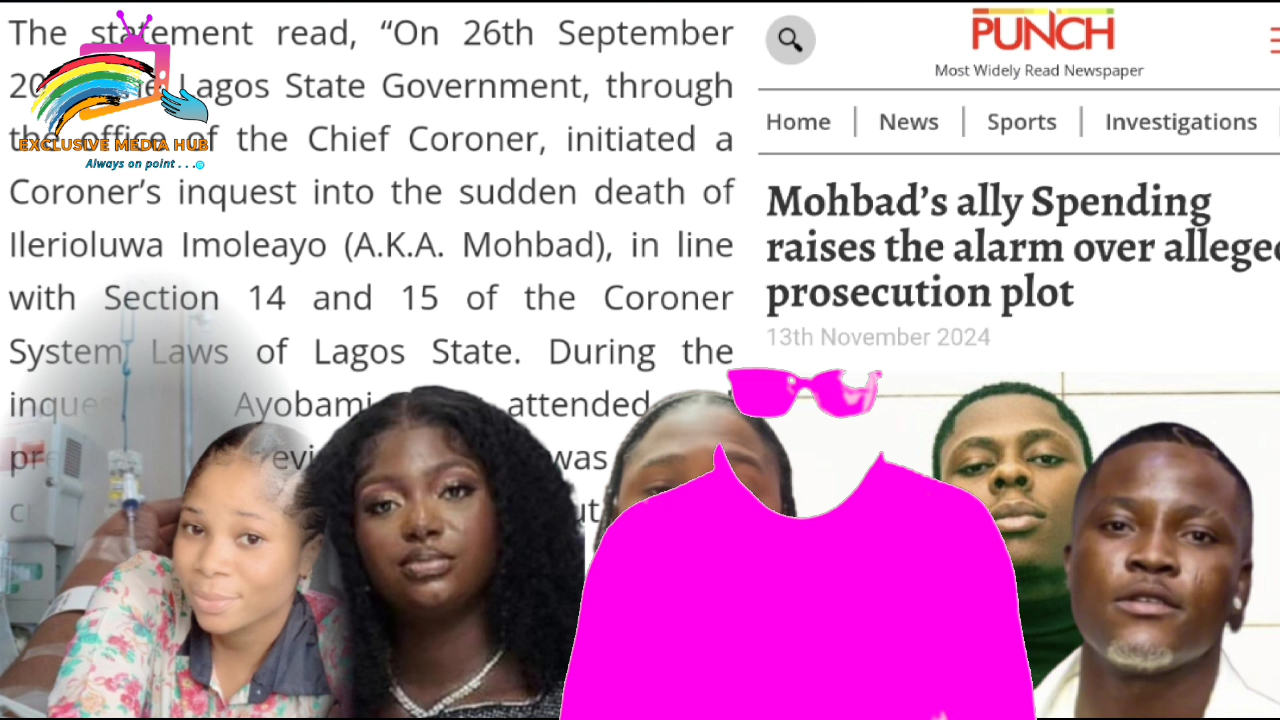 The statement read, “On 26th September
20 Lagos State Government, through
the office of the Chief Coroner, initiated a
Coroner’s inquest into the sudden death of
Ilerioluwa Imoleayo (A.K.A. Mohbad), in line
with Section 14 and 15 of the Coroner
System Laws of Lagos State. During the
Ayobami attended
was
EXCLUSIVE MEDIA HUB
Always on point . . .
PUNCH
Most Widely Read Newspaper
Home | News | Sports | Investigations
Mohbad’s ally Spending
raises the alarm over allege
prosecution plot
13th November 2024